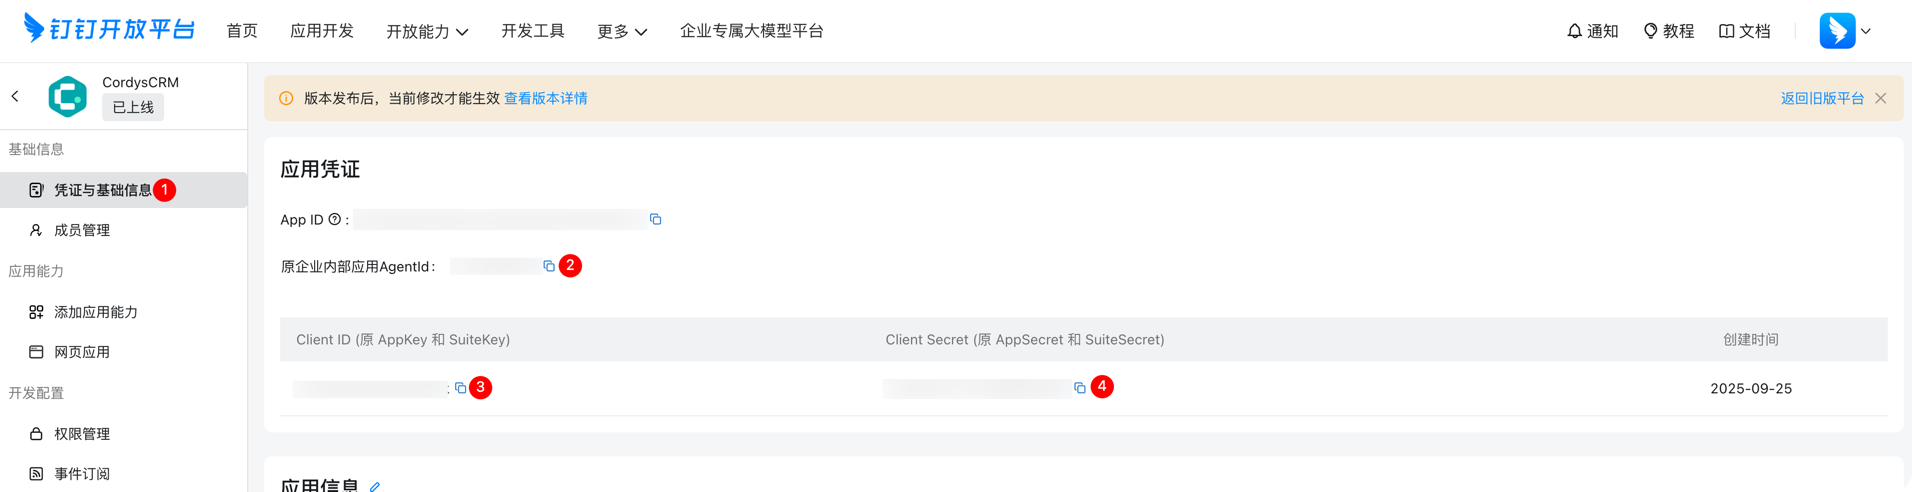 钉钉开放平台 首页 应用开发 开放能力 开发工具 更多 企业专属大模型平台 通知 教程 文档
CordysCRM
已上线
版本发布后，当前修改才能生效 查看版本详情 返回旧版平台
基础信息
凭证与基础信息 1
成员管理
应用能力
添加应用能力
网页应用
开发配置
权限管理
事件订阅
应用凭证
App ID :
原企业内部应用AgentId： 2
Client ID (原 AppKey 和 SuiteKey) Client Secret (原 AppSecret 和 SuiteSecret) 创建时间
3 4 2025-09-25
应用信息